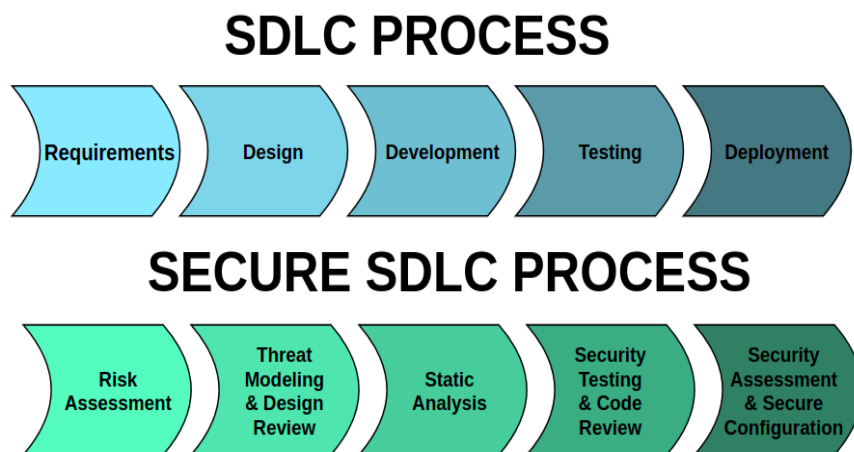 SDLC PROCESS
Requirements
Design
Development
Testing
Deployment
SECURE SDLC PROCESS
Risk
Assessment
Threat
Modeling
& Design
Review
Static
Analysis
Security
Testing
& Code
Review
Security
Assessment
& Secure
Configuration